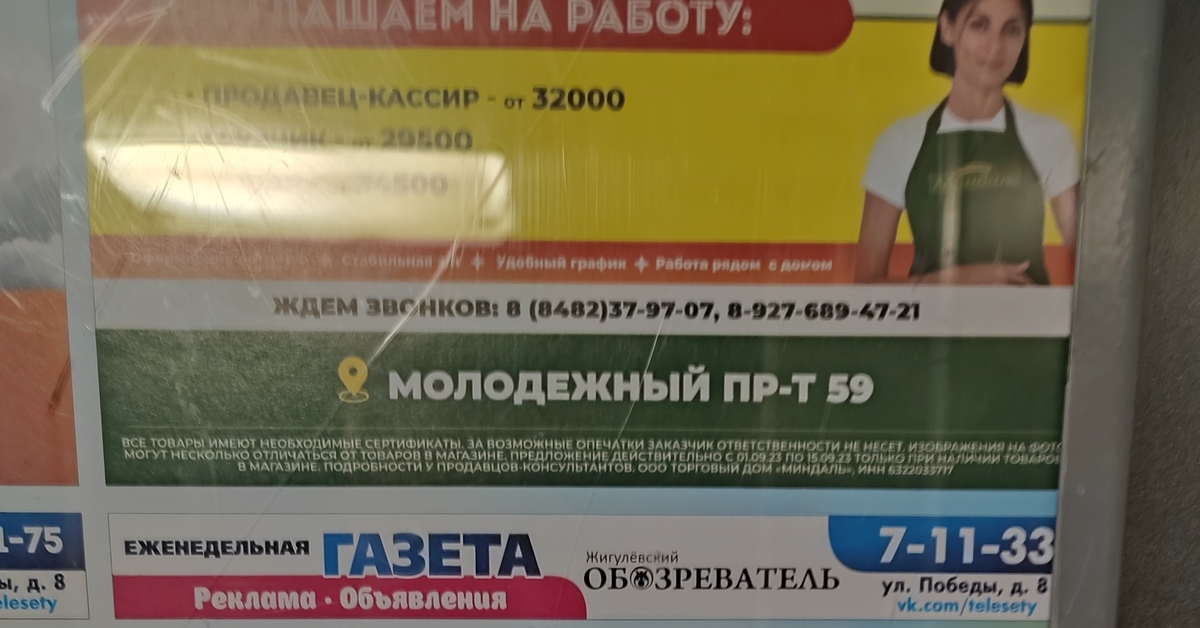 ПРИГЛАШАЕМ НА РАБОТУ:
ПРОДАВЕЦ-КАССИР - от 32000
от 29500
Стабильная з/п + Удобный график + Работа рядом с домом
ЖДЕМ ЗВОНКОВ: 8 (8482)37-97-07, 8-927-689-47-21
МОЛОДЕЖНЫЙ ПР-Т 59
ВСЕ ТОВАРЫ ИМЕЮТ НЕОБХОДИМЫЕ СЕРТИФИКАТЫ. ЗА ВОЗМОЖНЫЕ ОПЕЧАТКИ ЗАКАЗЧИК ОТВЕТСТВЕННОСТИ НЕ НЕСЕТ. ИЗОБРАЖЕНИЯ НА ФОТО
МОГУТ НЕСКОЛЬКО ОТЛИЧАТЬСЯ ОТ ТОВАРОВ В МАГАЗИНЕ. ПРЕДЛОЖЕНИЕ ДЕЙСТВИТЕЛЬНО С 01.09.23 ПО 15.09.23 ТОЛЬКО ПРИ НАЛИЧИИ ТОВАРОВ
В МАГАЗИНЕ. ПОДРОБНОСТИ У ПРОДАВЦОВ-КОНСУЛЬТАНТОВ. ООО ТОРГОВЫЙ ДОМ «МИНДАЛЬ», ИНН 6322033717
1-75
ы, д. 8
elesety
ЕЖЕНЕДЕЛЬНАЯ ГАЗЕТА
Реклама · Объявления
Жигулёвский
ОБОЗРЕВАТЕЛЬ
7-11-33
ул. Победы, д. 8
vk.com/telesety